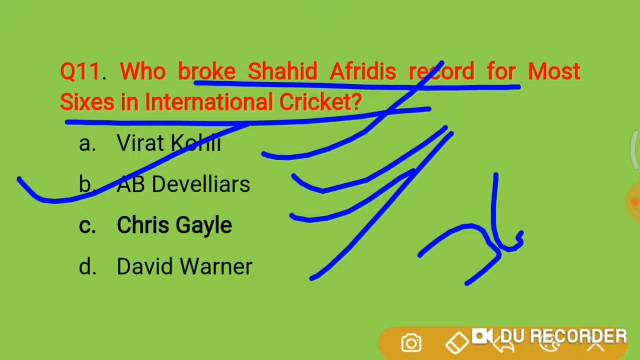 Q11. Who broke Shahid Afridis record for Most
Sixes in International Cricket?
a. Virat Kohli
b. AB Develliars
c. Chris Gayle
d. David Warner
DU RECORDER